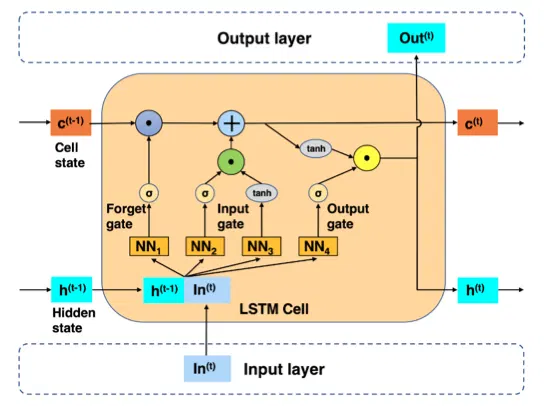 Output layer
Out(t)
c(t-1)
c(t)
Cell
state
tanh
σ
σ
tanh
σ
Forget
gate
Input
gate
Output
gate
NN1
NN2
NN3
NN4
h(t-1)
h(t-1)
In(t)
h(t)
Hidden
state
LSTM Cell
In(t)
Input layer